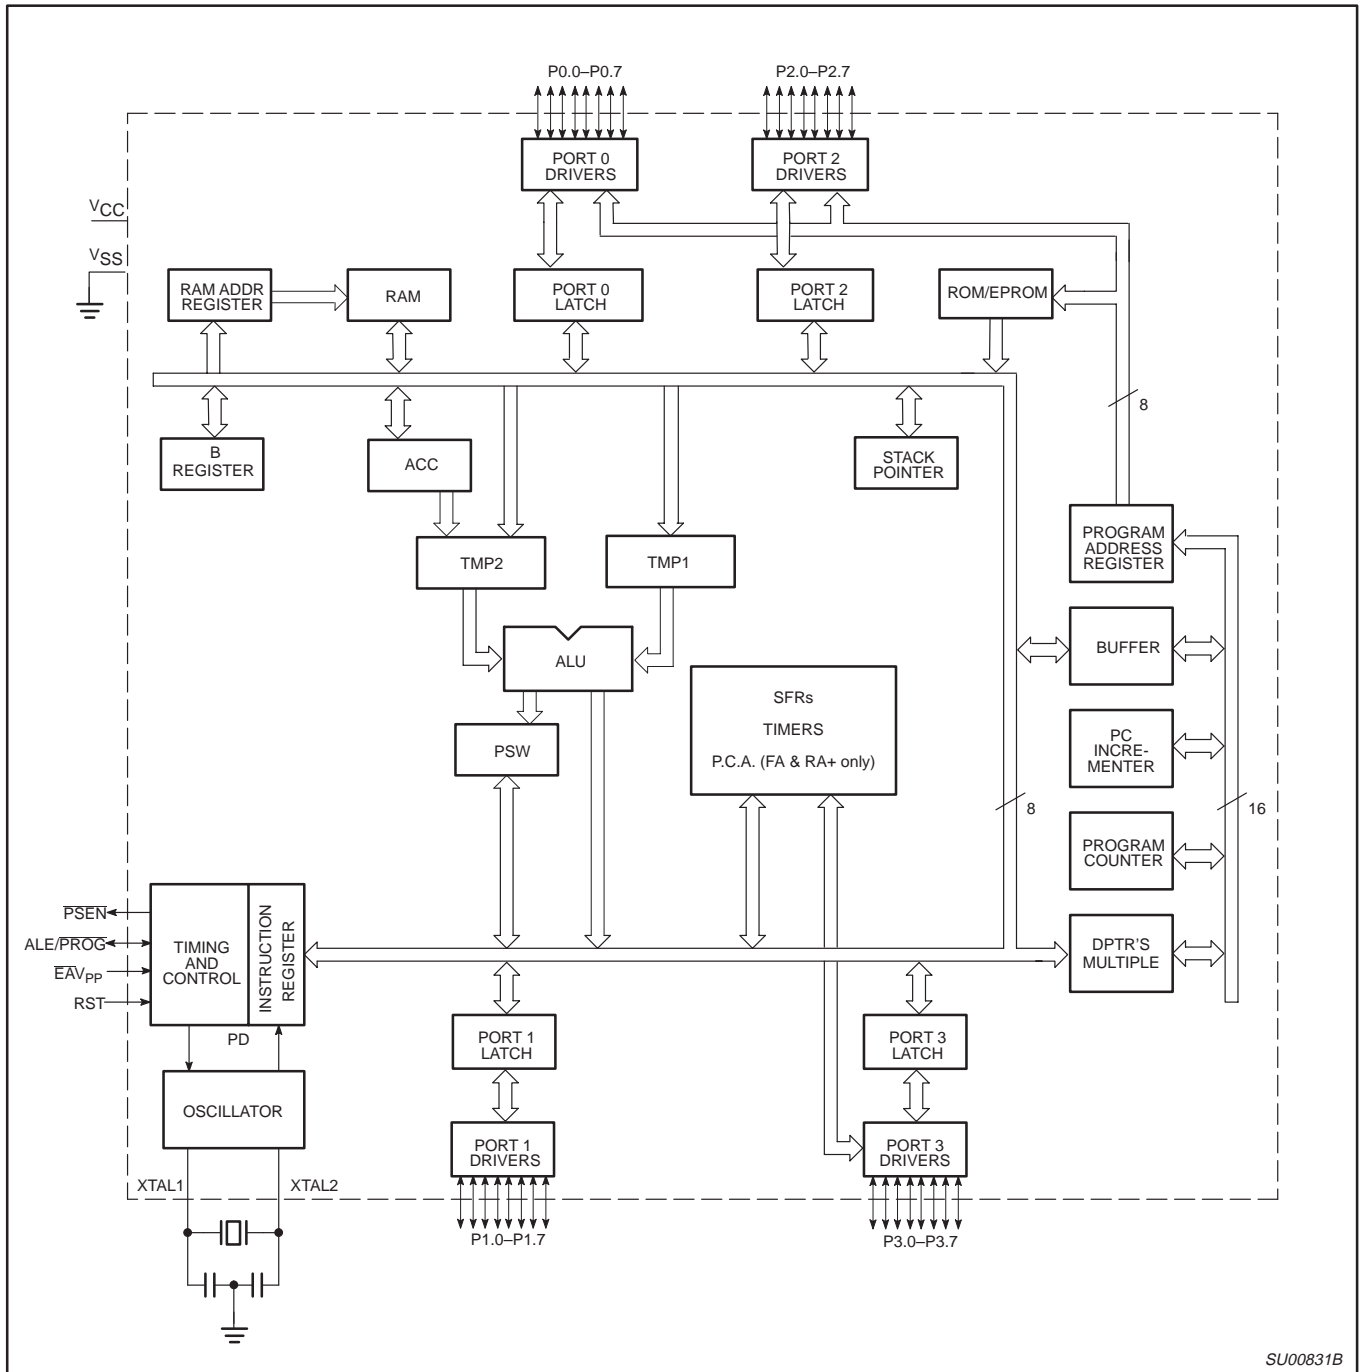 P0.0–P0.7
P2.0–P2.7
PORT 0
DRIVERS
PORT 2
DRIVERS
VCC
VSS
RAM ADDR
REGISTER
RAM
PORT 0
LATCH
PORT 2
LATCH
ROM/EPROM
8
B
REGISTER
ACC
STACK
POINTER
PROGRAM
ADDRESS
REGISTER
TMP2
TMP1
BUFFER
ALU
SFRs
TIMERS
P.C.A. (FA & RA+ only)
PSW
PC
INCRE-
MENTER
8
16
PROGRAM
COUNTER
PSEN
ALE/PROG
EAVPP
RST
TIMING
AND
CONTROL
INSTRUCTION
REGISTER
DPTR'S
MULTIPLE
PD
PORT 1
LATCH
PORT 3
LATCH
OSCILLATOR
PORT 1
DRIVERS
PORT 3
DRIVERS
XTAL1
XTAL2
P1.0–P1.7
P3.0–P3.7
SU00831B